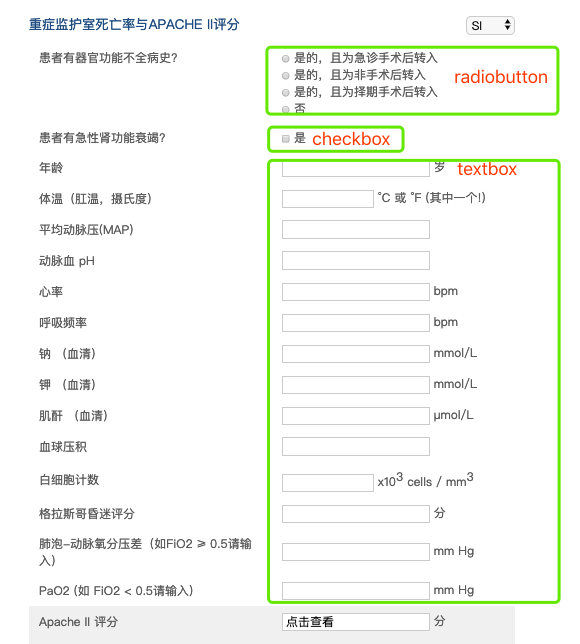 重症监护室死亡率与APACHE II评分 SI
患者有器官功能不全病史?
是的，且为急诊手术后转入
是的，且为非手术后转入
是的，且为择期手术后转入
否
radiobutton
患者有急性肾功能衰竭? 是 checkbox
年龄 岁 textbox
体温（肛温，摄氏度） °C 或 °F (其中一个!)
平均动脉压(MAP)
动脉血 pH
心率 bpm
呼吸频率 bpm
钠 （血清） mmol/L
钾 （血清） mmol/L
肌酐 （血清） μmol/L
血球压积
白细胞计数 x10³ cells / mm³
格拉斯哥昏迷评分 分
肺泡-动脉氧分压差（如FiO2 ≥ 0.5请输
入） mm Hg
PaO2 (如 FiO2 < 0.5请输入) mm Hg
Apache II 评分 点击查看 分